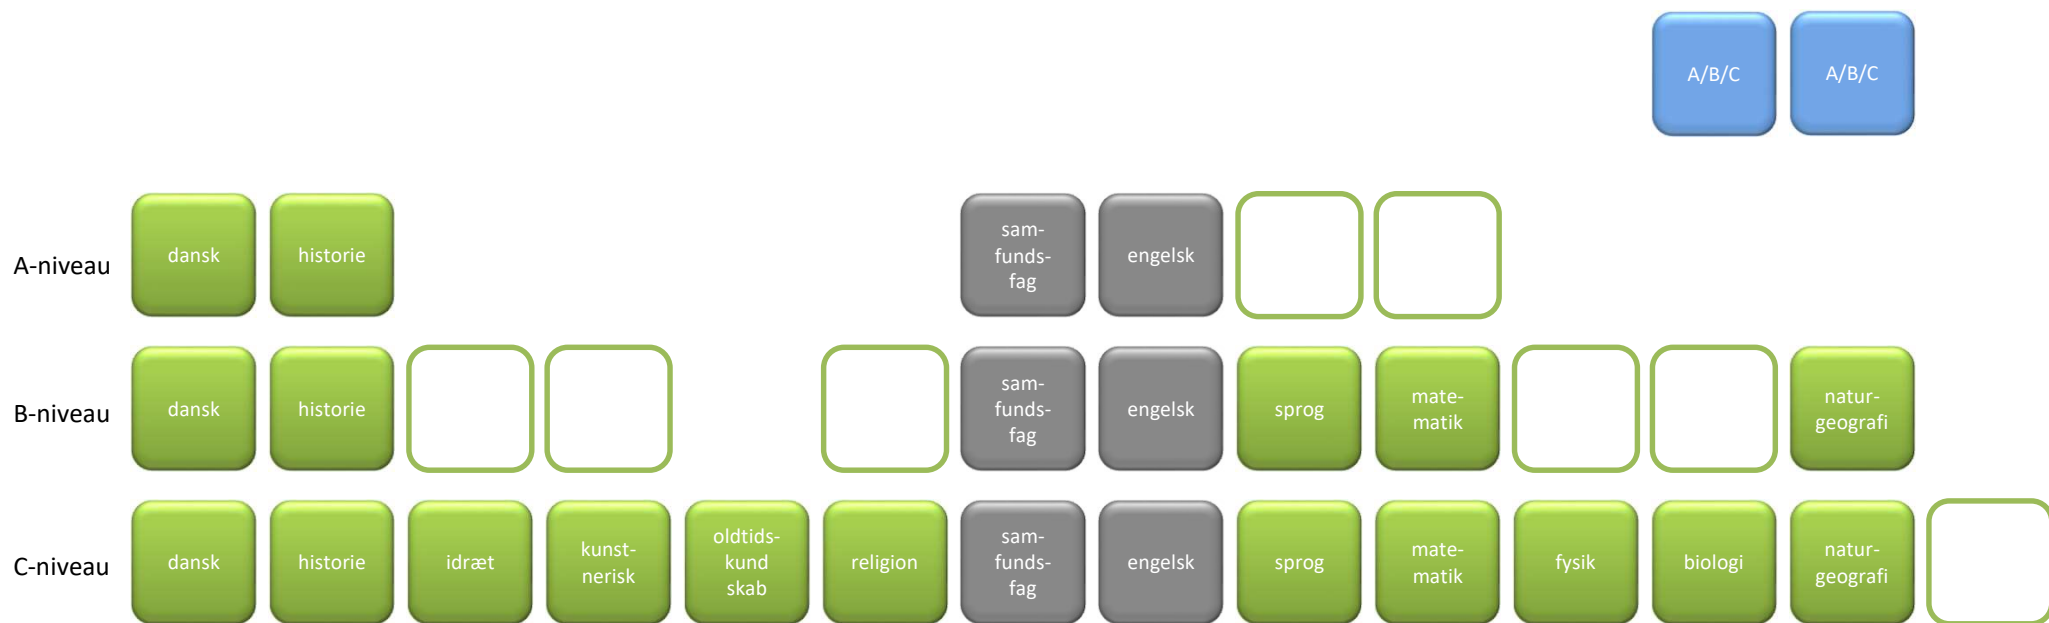 A/B/C
A/B/C
A-niveau
dansk
historie
sam-
funds-
fag
engelsk
B-niveau
dansk
historie
sam-
funds-
fag
engelsk
sprog
mate-
matik
natur-
geografi
C-niveau
dansk
historie
idræt
kunst-
nerisk
oldtids-
kund
skab
religion
sam-
funds-
fag
engelsk
sprog
mate-
matik
fysik
biologi
natur-
geografi